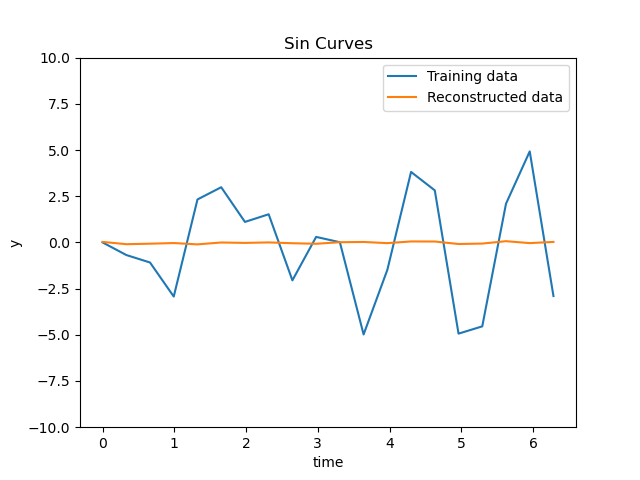 Sin Curves
Training data
Reconstructed data
10.0
7.5
5.0
2.5
0.0
−2.5
−5.0
−7.5
−10.0
y
0 1 2 3 4 5 6
time